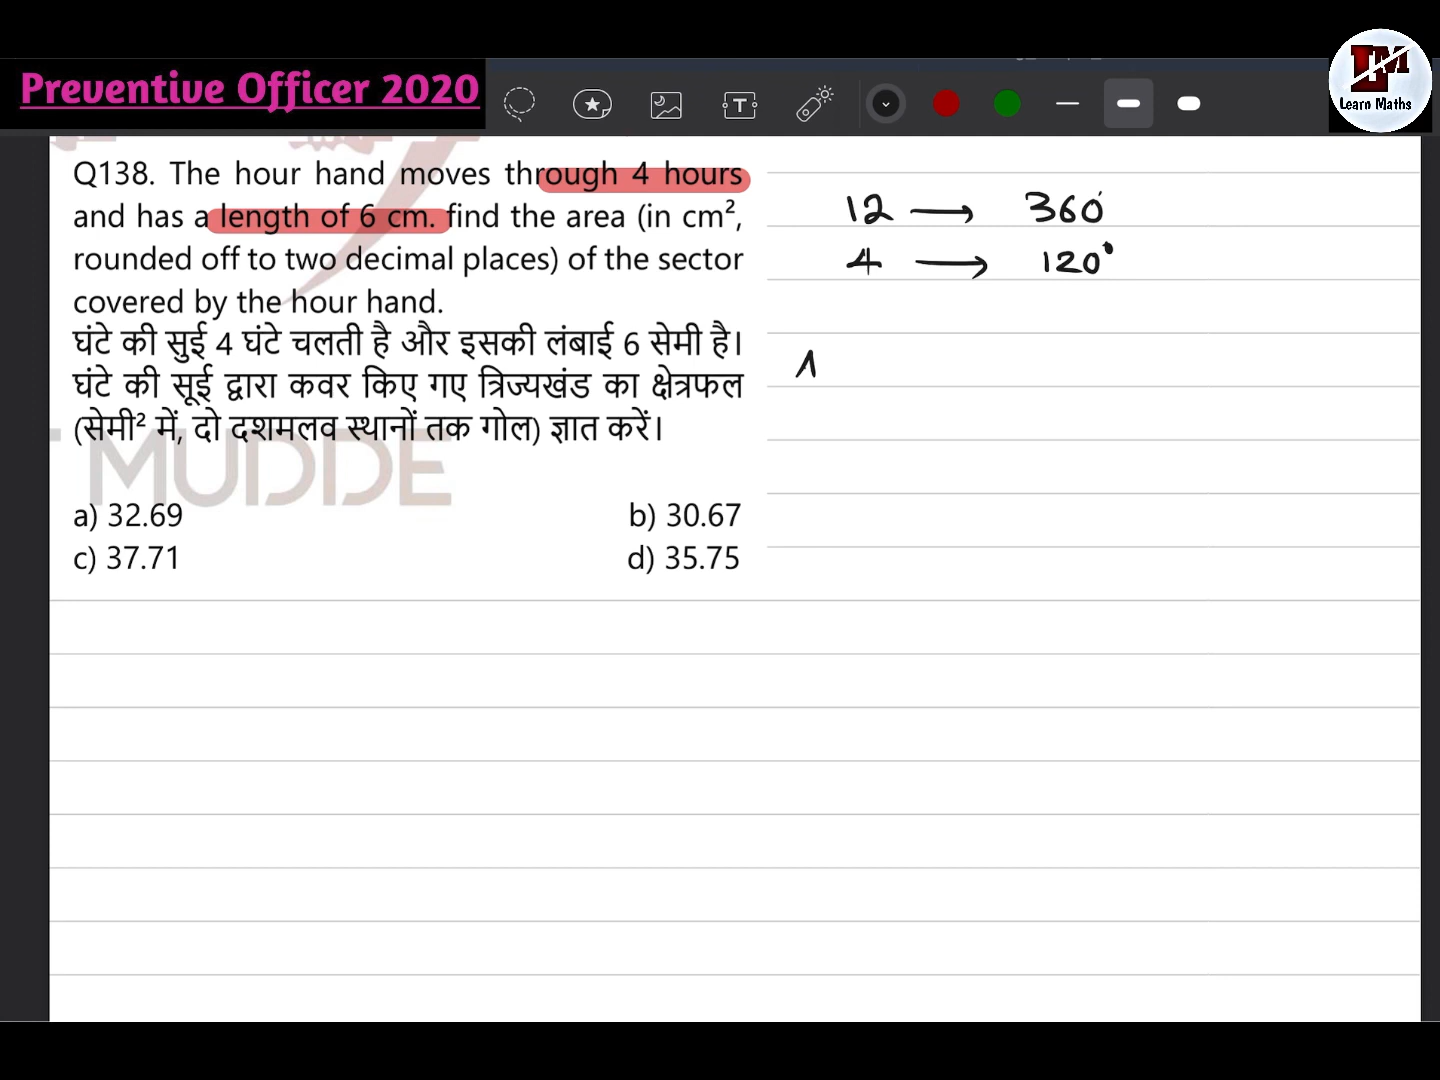 Preventive Officer 2020
T
LM
Learn Maths
Q138. The hour hand moves through 4 hours
and has a length of 6 cm. find the area (in cm²,
rounded off to two decimal places) of the sector
covered by the hour hand.
घंटे की सुई 4 घंटे चलती है और इसकी लंबाई 6 सेमी है।
घंटे की सूई द्वारा कवर किए गए त्रिज्यखंड का क्षेत्रफल
(सेमी² में, दो दशमलव स्थानों तक गोल) ज्ञात करें।
MUDDE
a) 32.69 b) 30.67
c) 37.71 d) 35.75
12 → 360°
4 → 120°